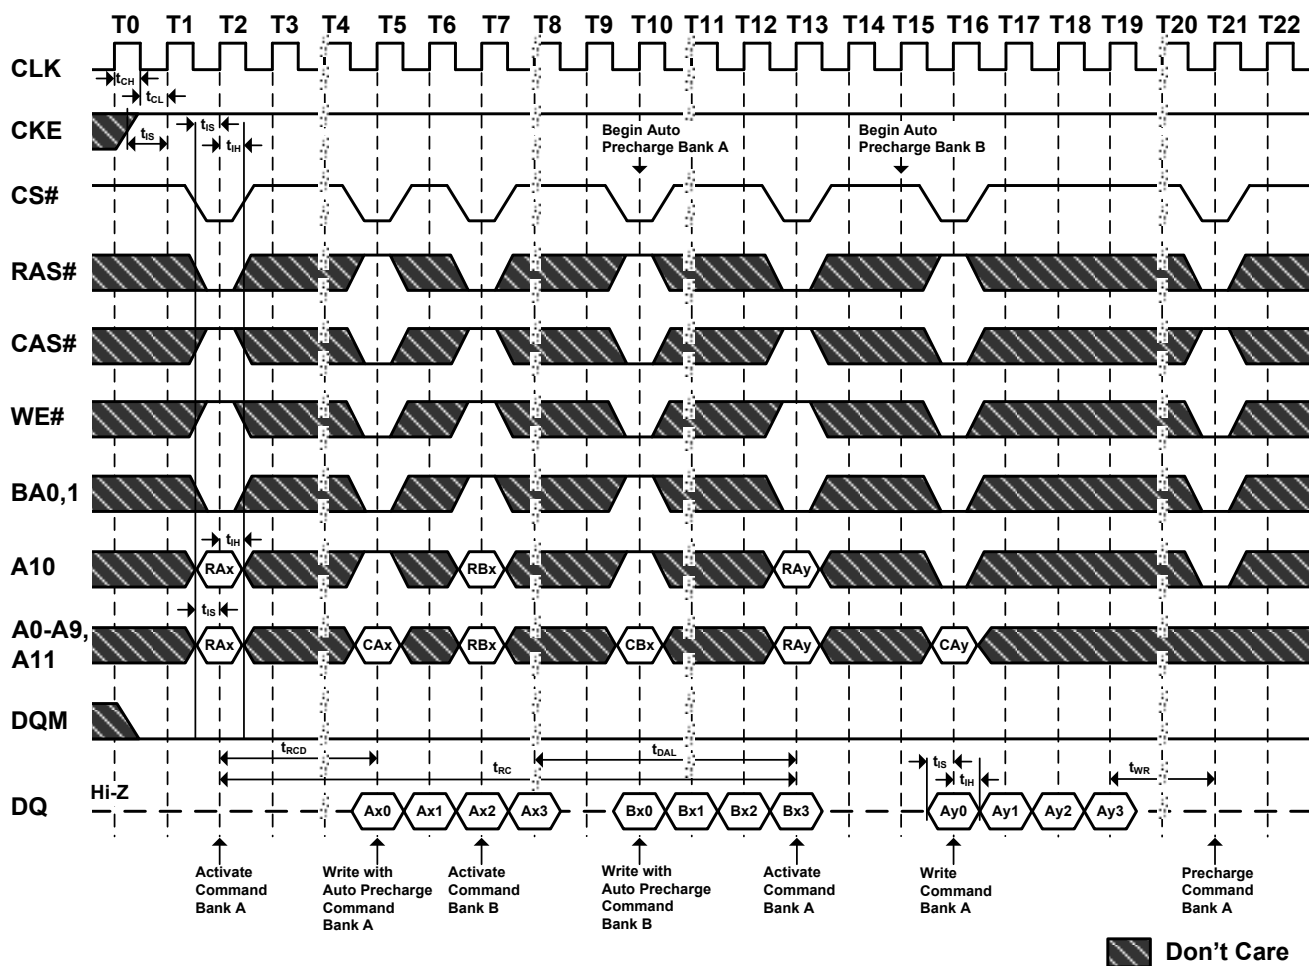 T0 T1 T2 T3 T4 T5 T6 T7 T8 T9 T10 T11 T12 T13 T14 T15 T16 T17 T18 T19 T20 T21 T22
CLK
tCH
tCL
CKE
tIS
tIS
tIH
Begin Auto
Precharge Bank A
Begin Auto
Precharge Bank B
CS#
RAS#
CAS#
WE#
BA0,1
tIH
A10
RAx RBx RAy
tIS
A0-A9,
A11
RAx CAx RBx CBx RAy CAy
DQM
tRCD
tDAL
tRC
tIS
tIH
tWR
Hi-Z
DQ
Ax0 Ax1 Ax2 Ax3 Bx0 Bx1 Bx2 Bx3 Ay0 Ay1 Ay2 Ay3
Activate
Command
Bank A
Write with
Auto Precharge
Command
Bank A
Activate
Command
Bank B
Write with
Auto Precharge
Command
Bank B
Activate
Command
Bank A
Write
Command
Bank A
Precharge
Command
Bank A
Don't Care